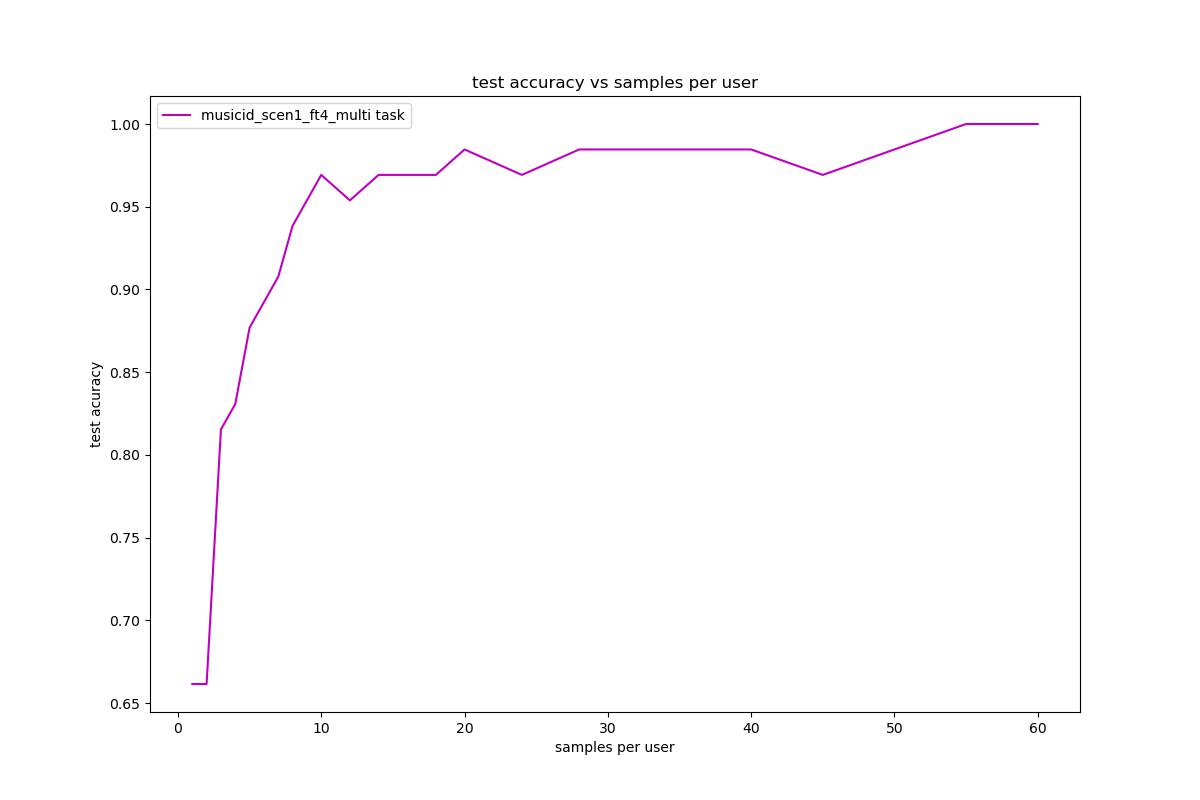 test accuracy vs samples per user
musicid_scen1_ft4_multi task
1.00
0.95
0.90
0.85
0.80
0.75
0.70
0.65
test acuracy
0 10 20 30 40 50 60
samples per user